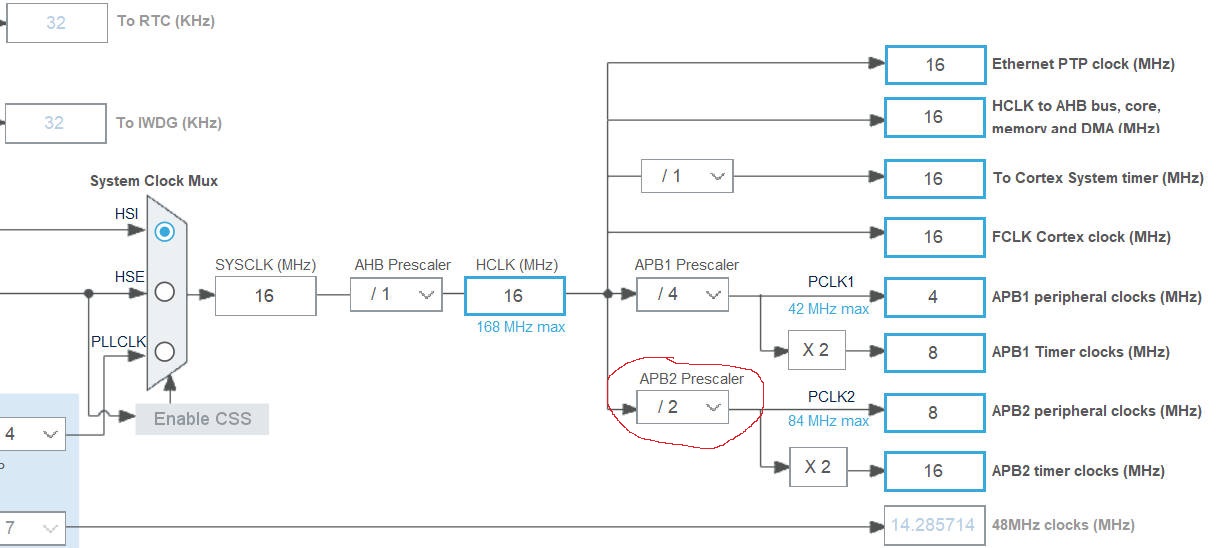 32
To RTC (KHz)
32
To IWDG (KHz)
System Clock Mux
HSI
HSE
PLLCLK
Enable CSS
4
7
SYSCLK (MHz)
16
AHB Prescaler
/ 1
HCLK (MHz)
16
168 MHz max
16
Ethernet PTP clock (MHz)
16
HCLK to AHB bus, core,
memory and DMA (MHz)
/ 1
16
To Cortex System timer (MHz)
16
FCLK Cortex clock (MHz)
APB1 Prescaler
/ 4
PCLK1
42 MHz max
4
APB1 peripheral clocks (MHz)
X 2
8
APB1 Timer clocks (MHz)
APB2 Prescaler
/ 2
PCLK2
84 MHz max
8
APB2 peripheral clocks (MHz)
X 2
16
APB2 timer clocks (MHz)
14.285714
48MHz clocks (MHz)